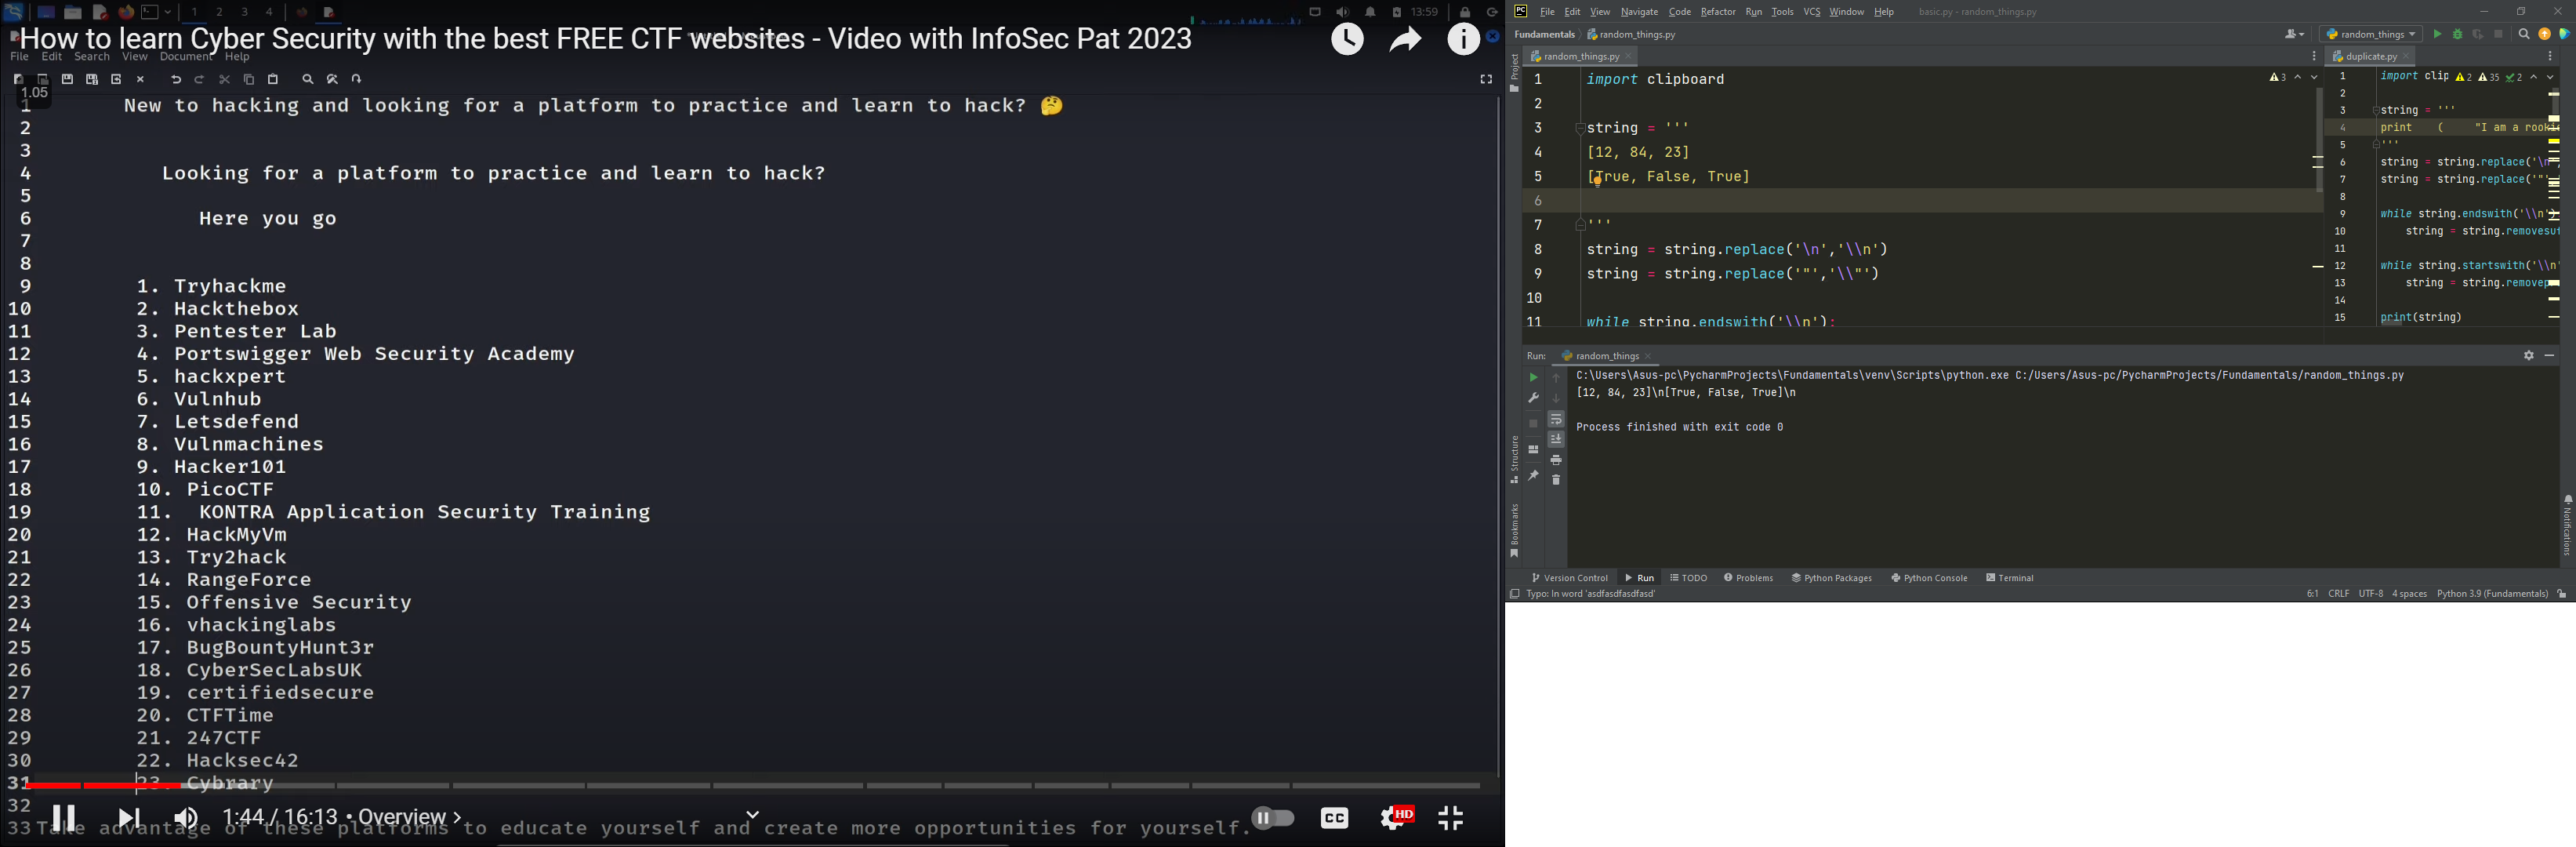 1 2 3 4
13:59
How to learn Cyber Security with the best FREE CTF websites - Video with InfoSec Pat 2023
File Edit Search View Document Help
1.05
1 New to hacking and looking for a platform to practice and learn to hack? 🤔
2
3
4 Looking for a platform to practice and learn to hack?
5
6 Here you go
7
8
9 1. Tryhackme
10 2. Hackthebox
11 3. Pentester Lab
12 4. Portswigger Web Security Academy
13 5. hackxpert
14 6. Vulnhub
15 7. Letsdefend
16 8. Vulnmachines
17 9. Hacker101
18 10. PicoCTF
19 11. KONTRA Application Security Training
20 12. HackMyVm
21 13. Try2hack
22 14. RangeForce
23 15. Offensive Security
24 16. vhackinglabs
25 17. BugBountyHunt3r
26 18. CyberSecLabsUK
27 19. certifiedsecure
28 20. CTFTime
29 21. 247CTF
30 22. Hacksec42
31 23. Cybrary
32
1:44 / 16:13 • Overview >
CC HD
33 Take advantage of these platforms to educate yourself and create more opportunities for yourself.
PC File Edit View Navigate Code Refactor Run Tools VCS Window Help basic.py - random_things.py
Fundamentals random_things.py random_things
random_things.py
Project
3
1 import clipboard
2
3 string = '''
4 [12, 84, 23]
5 [True, False, True]
6
7 '''
8 string = string.replace('\n','\\n')
9 string = string.replace('"','\\"')
10
11 while string.endswith('\\n'):
duplicate.py
2 35 2
1 import clip
2
3 string = '''
4 print ( "I am a rooki
5 '''
6 string = string.replace('\n
7 string = string.replace('"'
8
9 while string.endswith('\\n')
10 string = string.removesuf
11
12 while string.startswith('\\n'
13 string = string.removep
14
15 print(string)
Run: random_things
C:\Users\Asus-pc\PycharmProjects\Fundamentals\venv\Scripts\python.exe C:/Users/Asus-pc/PycharmProjects/Fundamentals/random_things.py
[12, 84, 23]\n[True, False, True]\n
Process finished with exit code 0
Structure
Bookmarks
Notifications
Version Control Run TODO Problems Python Packages Python Console Terminal
Typo: In word 'asdfasdfasdfasd' 6:1 CRLF UTF-8 4 spaces Python 3.9 (Fundamentals)